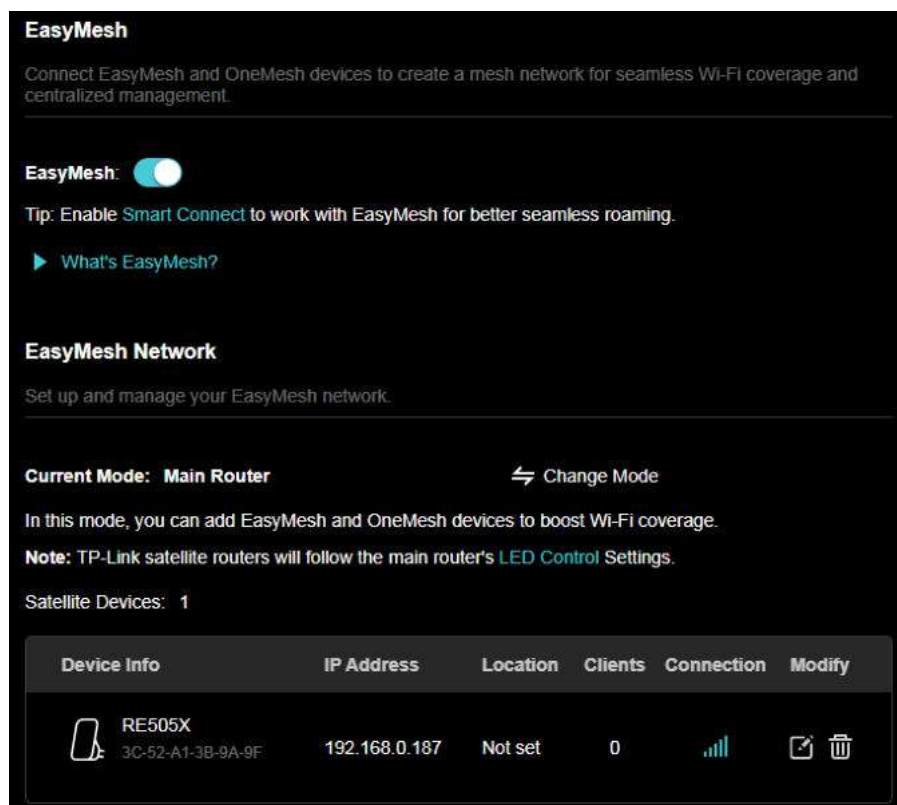 EasyMesh
Connect EasyMesh and OneMesh devices to create a mesh network for seamless Wi-Fi coverage and
centralized management.
EasyMesh:
Tip: Enable Smart Connect to work with EasyMesh for better seamless roaming.
What's EasyMesh?
EasyMesh Network
Set up and manage your EasyMesh network.
Current Mode: Main Router Change Mode
In this mode, you can add EasyMesh and OneMesh devices to boost Wi-Fi coverage.
Note: TP-Link satellite routers will follow the main router's LED Control Settings.
Satellite Devices: 1
Device Info IP Address Location Clients Connection Modify
RE505X
3C-52-A1-3B-9A-9F 192.168.0.187 Not set 0